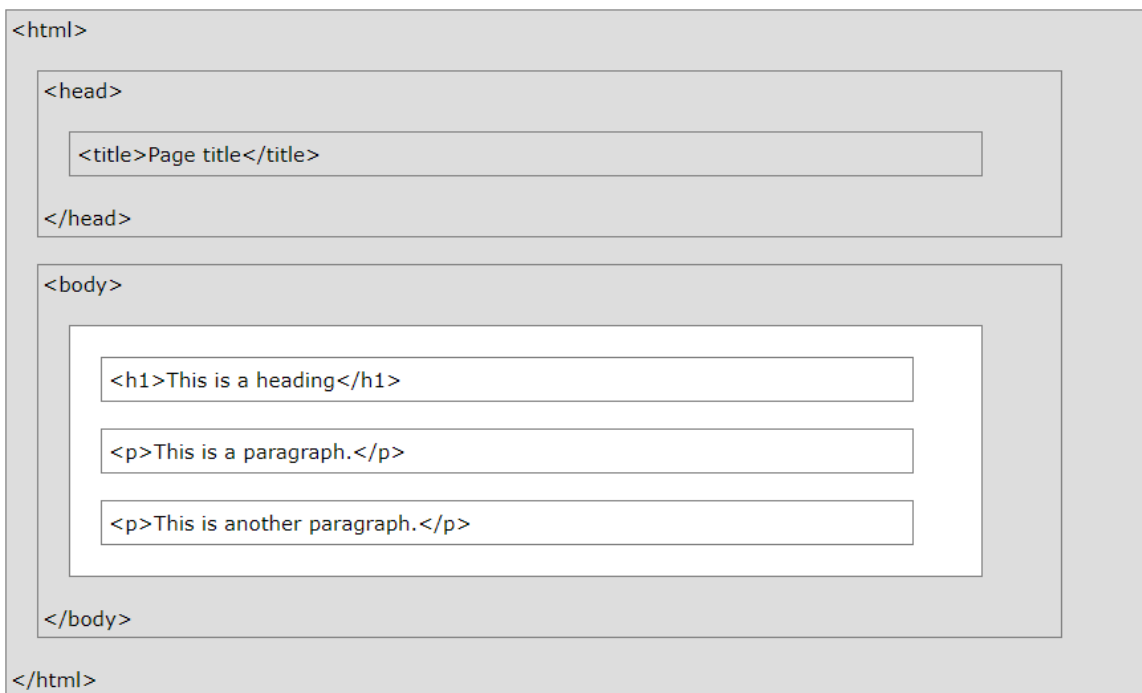 <html>
<head>
<title>Page title</title>
</head>
<body>
<h1>This is a heading</h1>
<p>This is a paragraph.</p>
<p>This is another paragraph.</p>
</body>
</html>